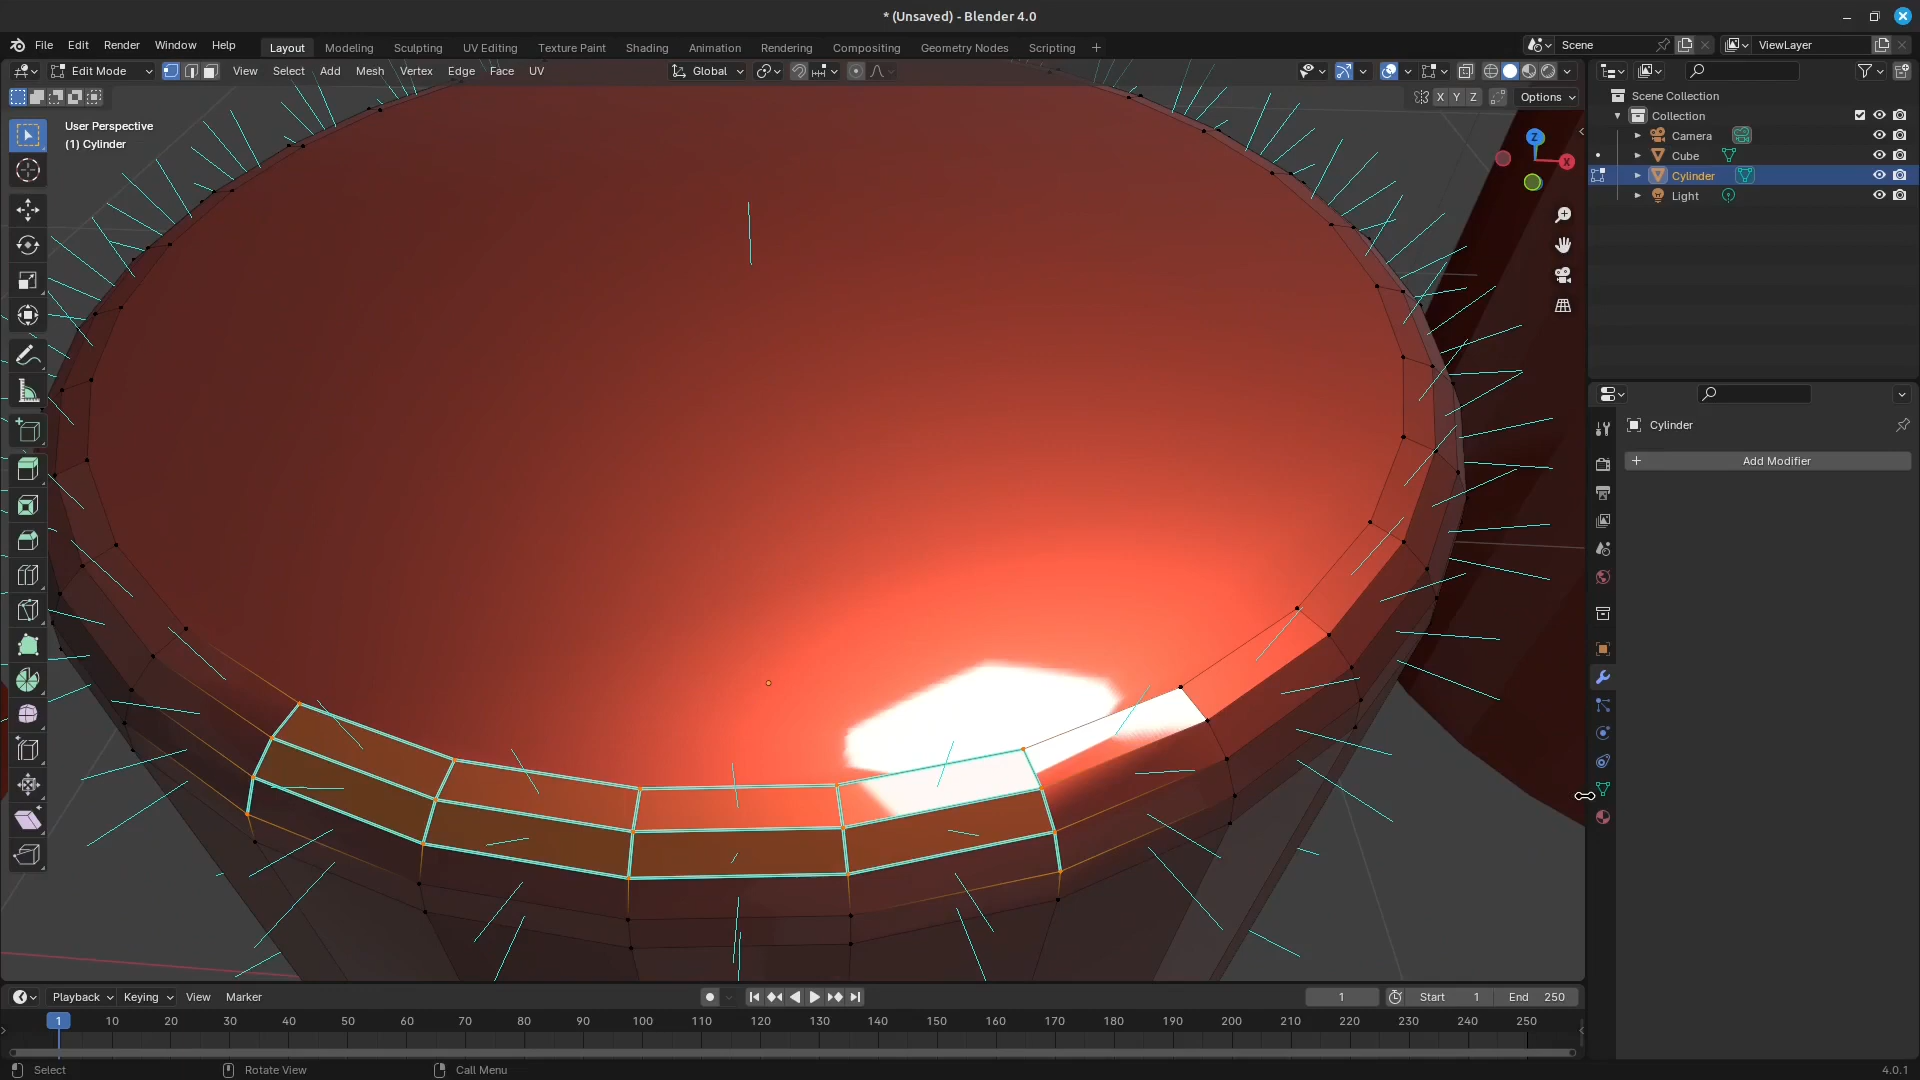 * (Unsaved) - Blender 4.0
File Edit Render Window Help Layout Modeling Sculpting UV Editing Texture Paint Shading Animation Rendering Compositing Geometry Nodes Scripting + Scene ViewLayer
Edit Mode View Select Add Mesh Vertex Edge Face UV Global
X Y Z Options
User Perspective
(1) Cylinder
Z
X
Scene Collection
Collection
Camera
Cube
Cylinder
Light
Cylinder
+ Add Modifier
Playback Keying View Marker 1 Start 1 End 250
1 10 20 30 40 50 60 70 80 90 100 110 120 130 140 150 160 170 180 190 200 210 220 230 240 250
Select Rotate View Call Menu 4.0.1